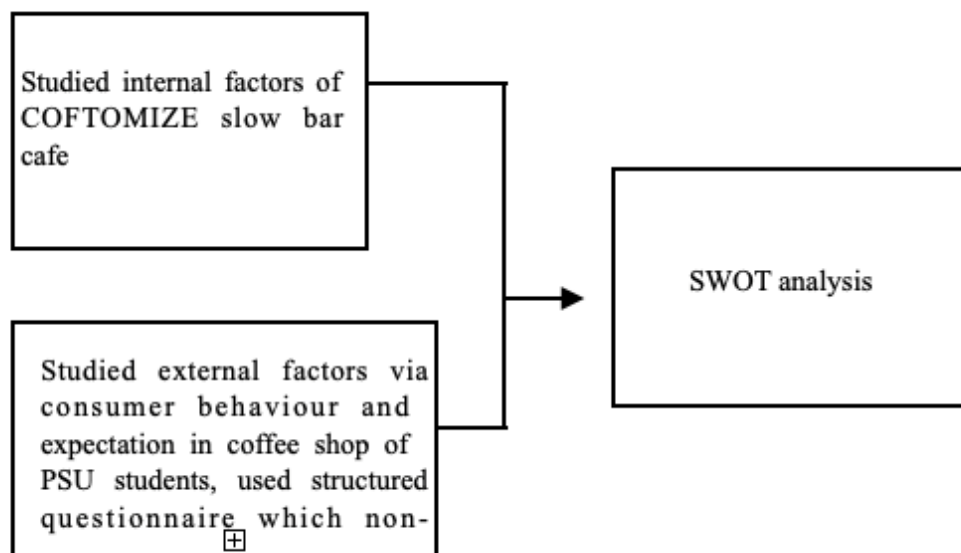 Studied internal factors of
COFTOMIZE slow bar
cafe
Studied external factors via
consumer behaviour and
expectation in coffee shop of
PSU students, used structured
questionnaire which non-
SWOT analysis